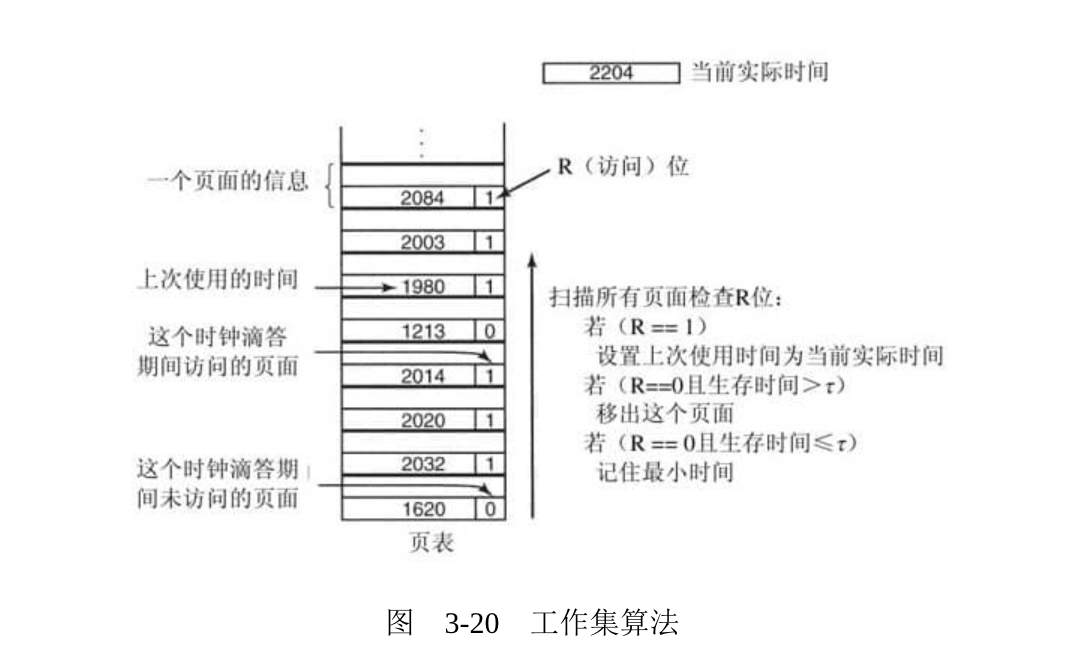 2204 当前实际时间
R（访问）位
一个页面的信息
2084 1
2003 1
上次使用的时间
1980 1
1213 0
这个时钟滴答
期间访问的页面
2014 1
2020 1
2032 1
这个时钟滴答期
间未访问的页面
1620 0
页表
扫描所有页面检查R位：
若（R == 1）
设置上次使用时间为当前实际时间
若（R==0且生存时间＞τ）
移出这个页面
若（R == 0且生存时间≤τ）
记住最小时间
图 3-20 工作集算法